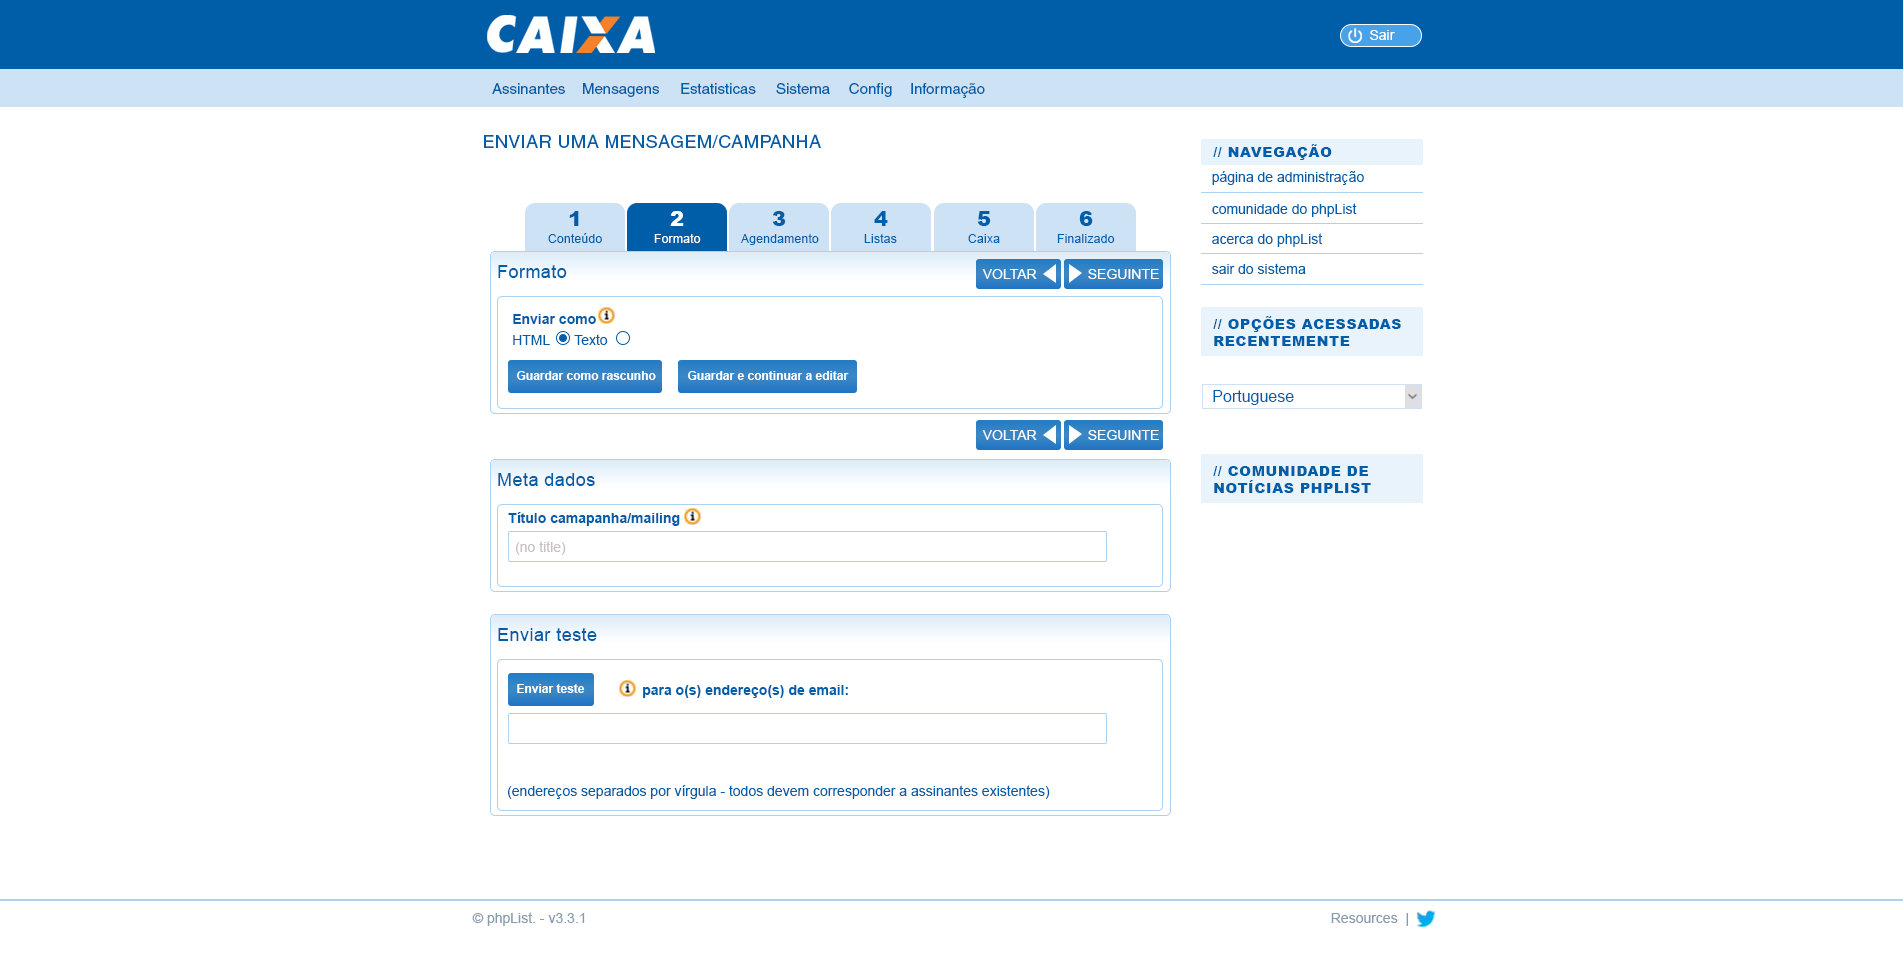 CAIXA
Sair
Assinantes Mensagens Estatisticas Sistema Config Informação
ENVIAR UMA MENSAGEM/CAMPANHA
1 2 3 4 5 6
Conteúdo Formato Agendamento Listas Caixa Finalizado
Formato VOLTAR SEGUINTE
Enviar como
HTML Texto
Guardar como rascunho Guardar e continuar a editar
VOLTAR SEGUINTE
Meta dados
Título camapanha/mailing
(no title)
Enviar teste
Enviar teste para o(s) endereço(s) de email:
(endereços separados por vírgula - todos devem corresponder a assinantes existentes)
// NAVEGAÇÃO
página de administração
comunidade do phpList
acerca do phpList
sair do sistema
// OPÇÕES ACESSADAS
RECENTEMENTE
Portuguese
// COMUNIDADE DE
NOTÍCIAS PHPLIST
© phpList. - v3.3.1
Resources |